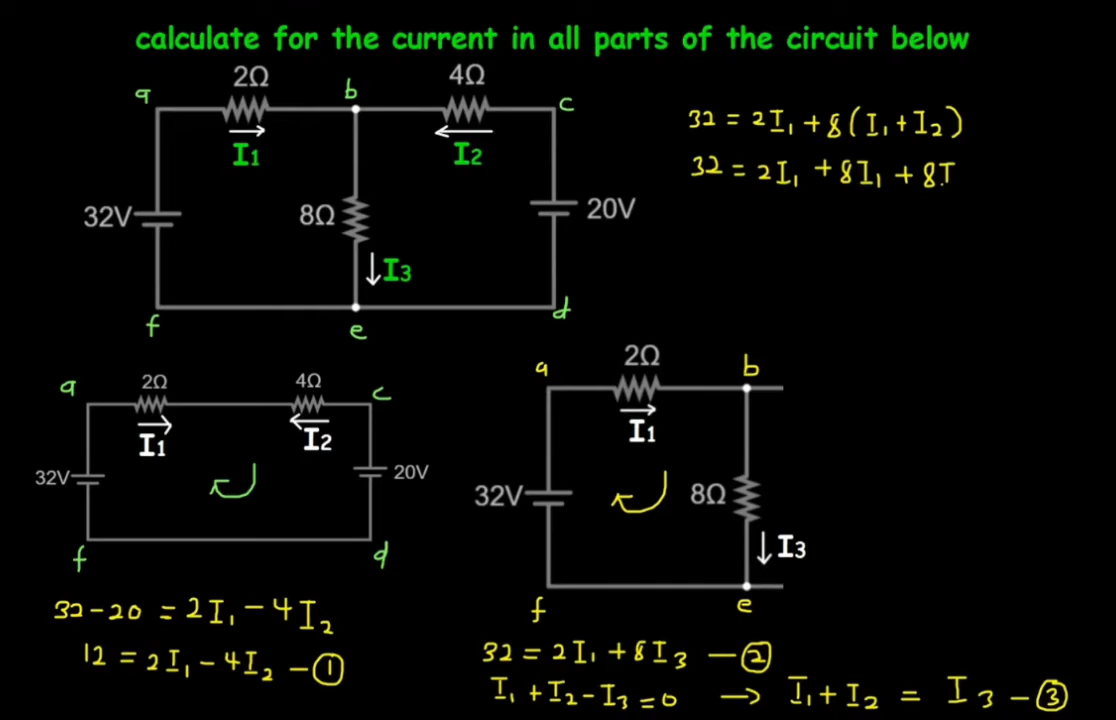 calculate for the current in all parts of the circuit below
a 2Ω b 4Ω c
I1 I2
32V 8Ω 20V
I3
f e d
32 = 2I₁ + 8(I₁+I₂)
32 = 2I₁ + 8I₁ + 8I
a 2Ω 4Ω c
I1 I2
32V 20V
f d
32-20 = 2I₁ - 4I₂
12 = 2I₁ - 4I₂ - ①
a 2Ω b
I1
32V 8Ω
I3
f e
32 = 2I₁ + 8I₃ - ②
I₁ + I₂ - I₃ = 0 → I₁ + I₂ = I₃ - ③